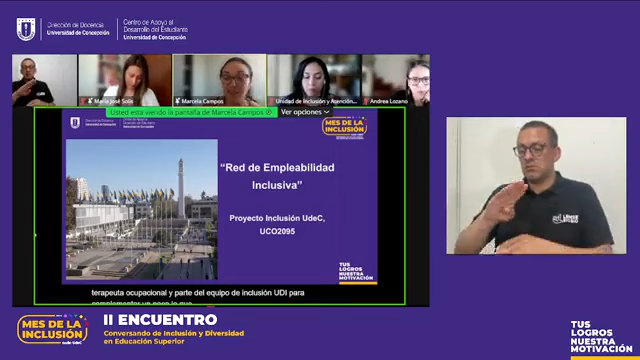 Dirección de Docencia
Universidad de Concepción
Centro de Apoyo al
Desarrollo del Estudiante
Universidad de Concepción
María José Solís
Marcela Campos
Unidad de Inclusión y Atención...
Andrea Lozano
Usted está viendo la pantalla de Marcela Campos
Ver opciones
MES DE LA
INCLUSIÓN
"Red de Empleabilidad
Inclusiva"
Proyecto Inclusión UdeC,
UCO2095
TUS
LOGROS
NUESTRA
MOTIVACIÓN
terapeuta ocupacional y parte del equipo de inclusión UDI para
MES DE LA
INCLUSIÓN
II ENCUENTRO
Conversando de Inclusión y Diversidad
en Educación Superior
TUS
LOGROS
NUESTRA
MOTIVACIÓN